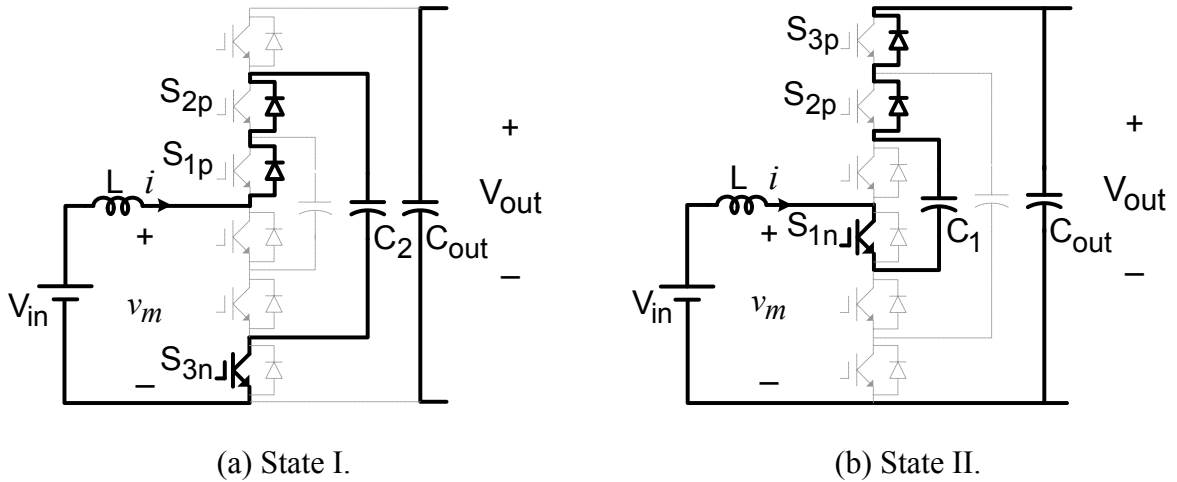 S2p
S1p
L i
+
Vin
vm
–
S3n
C2
Cout
+
Vout
–
(a) State I.
S3p
S2p
L i
+
S1n
Vin
vm
–
C1
Cout
+
Vout
–
(b) State II.